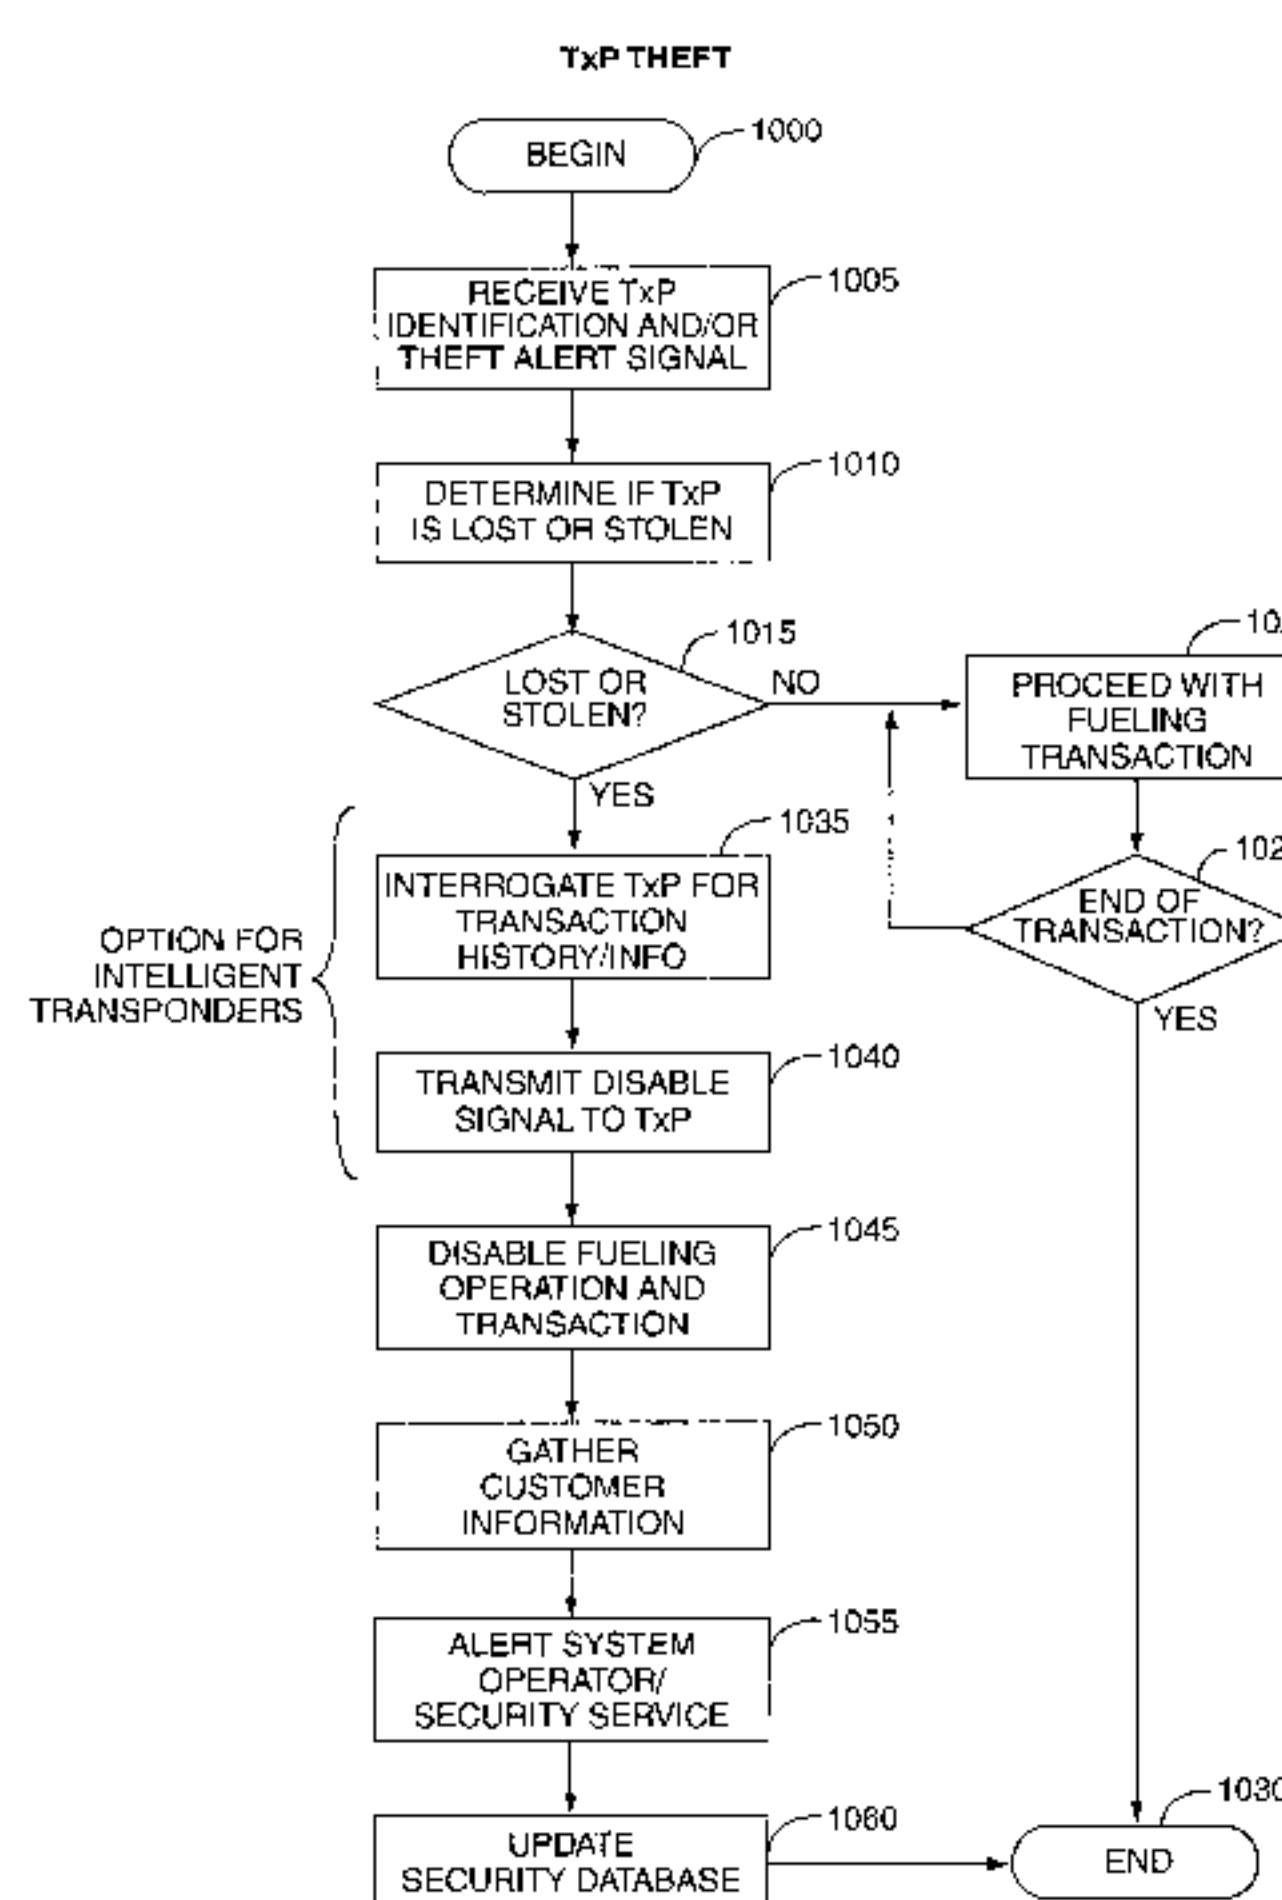 TxP THEFT
BEGIN
1000
RECEIVE TxP
IDENTIFICATION AND/OR
THEFT ALERT SIGNAL
1005
DETERMINE IF TxP
IS LOST OR STOLEN
1010
LOST OR
STOLEN?
1015
NO
YES
PROCEED WITH
FUELING
TRANSACTION
END OF
TRANSACTION?
YES
OPTION FOR
INTELLIGENT
TRANSPONDERS
INTERROGATE TxP FOR
TRANSACTION
HISTORY/INFO
1035
TRANSMIT DISABLE
SIGNAL TO TxP
1040
DISABLE FUELING
OPERATION AND
TRANSACTION
1045
GATHER
CUSTOMER
INFORMATION
1050
ALERT SYSTEM
OPERATOR/
SECURITY SERVICE
1055
UPDATE
SECURITY DATABASE
1060
END
1030